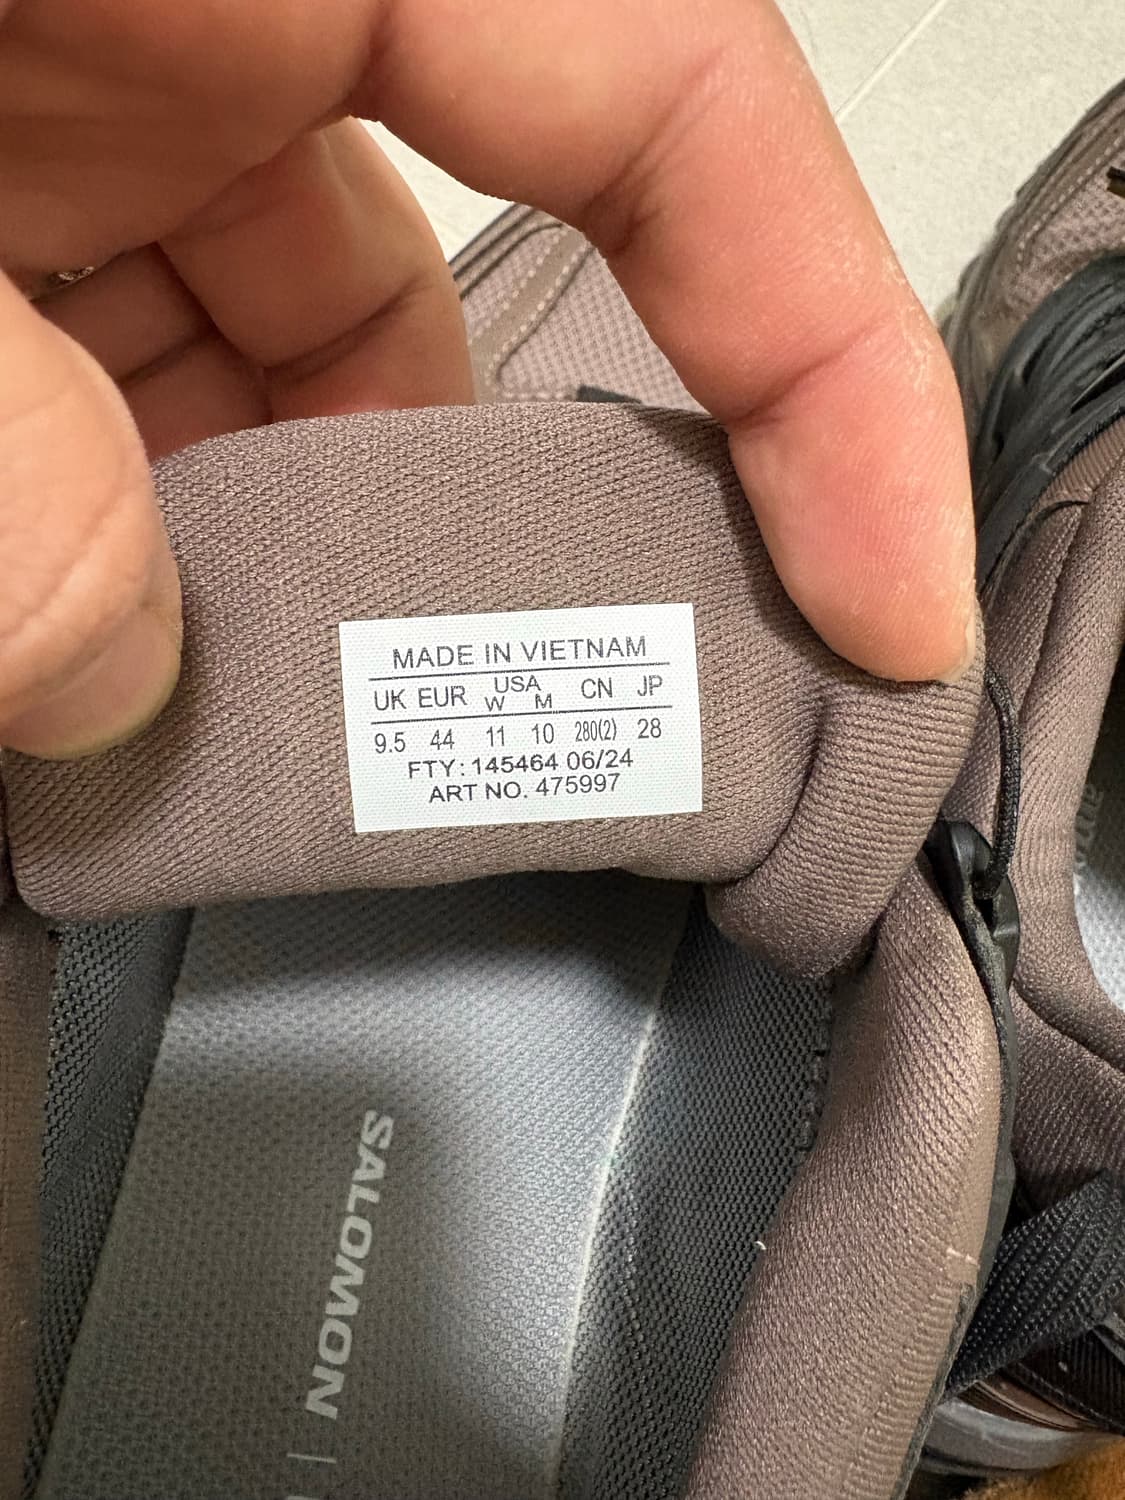 MADE IN VIETNAM
UK EUR USA CN JP
W M
9.5 44 11 10 280(2) 28
FTY: 145464 06/24
ART NO. 475997
SALOMON